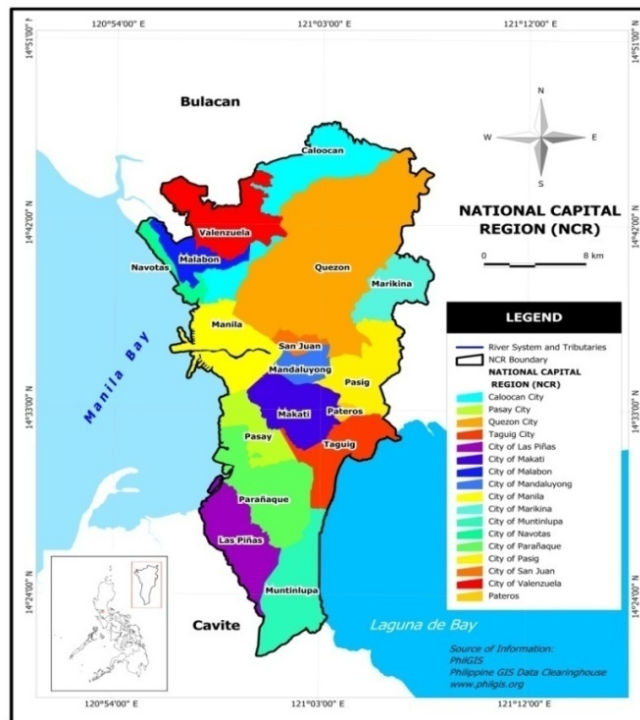 120°54'00" E
121°03'00" E
121°12'00" E
14°51'00" N
14°51'00" N
Bulacan
N
W
E
S
Caloocan
14°42'00" N
14°42'00" N
Valenzuela
NATIONAL CAPITAL
REGION (NCR)
Malabon
Navotas
Quezon
0
8 km
Marikina
LEGEND
Manila
San Juan
Mandaluyong
Manila Bay
Pasig
Makati
Pateros
14°33'00" N
14°33'00" N
Pasay
Taguig
River System and Tributaries
NCR Boundary
NATIONAL CAPITAL
REGION (NCR)
Caloocan City
Pasay City
Quezon City
Taguig City
City of Las Piñas
City of Makati
City of Malabon
City of Mandaluyong
City of Manila
City of Marikina
City of Muntinlupa
City of Navotas
City of Parañaque
City of Pasig
City of San Juan
City of Valenzuela
Pateros
Parañaque
Las Piñas
Muntinlupa
14°24'00" N
14°24'00" N
Cavite
Laguna de Bay
Source of Information:
PhilGIS
Philippine GIS Data Clearinghouse
www.philgis.org
120°54'00" E
121°03'00" E
121°12'00" E